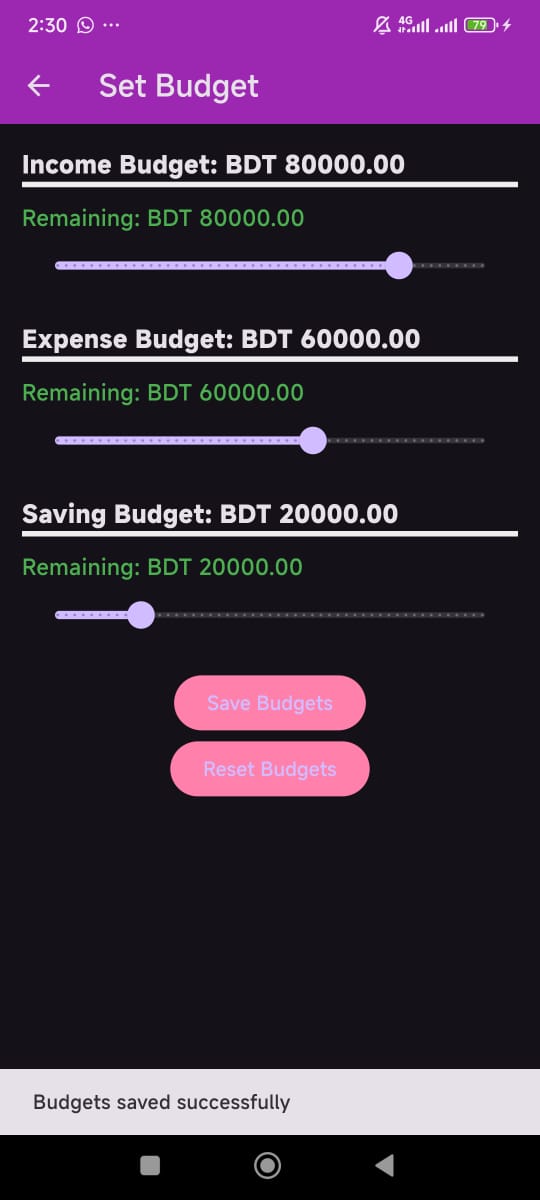 2:30 ...
4G 79
Set Budget
Income Budget: BDT 80000.00
Remaining: BDT 80000.00
Expense Budget: BDT 60000.00
Remaining: BDT 60000.00
Saving Budget: BDT 20000.00
Remaining: BDT 20000.00
Save Budgets
Reset Budgets
Budgets saved successfully